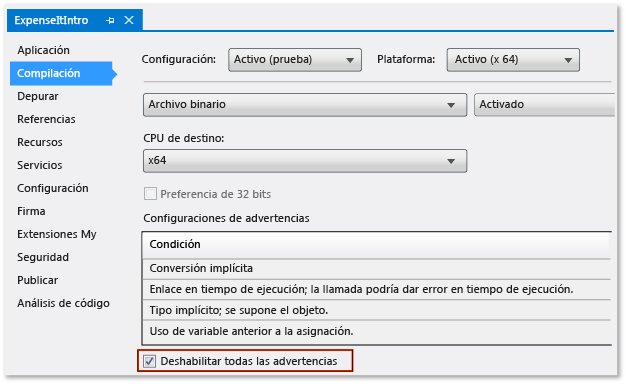 ExpenseItIntro
Aplicación
Compilación
Depurar
Referencias
Recursos
Servicios
Configuración
Firma
Extensiones My
Seguridad
Publicar
Análisis de código
Configuración: Activo (prueba) Plataforma: Activo (x 64)
Archivo binario Activado
CPU de destino:
x64
Preferencia de 32 bits
Configuraciones de advertencias
Condición
Conversión implícita
Enlace en tiempo de ejecución; la llamada podría dar error en tiempo de ejecución.
Tipo implícito; se supone el objeto.
Uso de variable anterior a la asignación.
Deshabilitar todas las advertencias